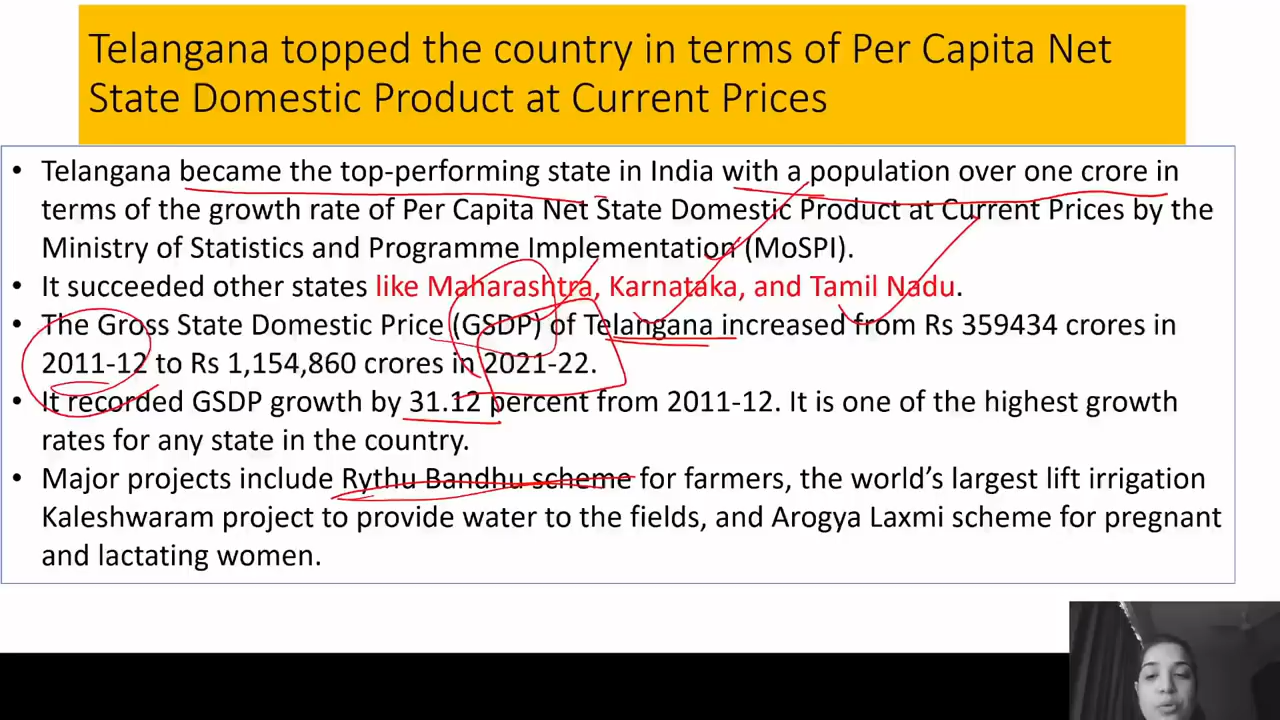 Telangana topped the country in terms of Per Capita Net
State Domestic Product at Current Prices
• Telangana became the top-performing state in India with a population over one crore in
terms of the growth rate of Per Capita Net State Domestic Product at Current Prices by the
Ministry of Statistics and Programme Implementation (MoSPI).
• It succeeded other states like Maharashtra, Karnataka, and Tamil Nadu.
• The Gross State Domestic Price (GSDP) of Telangana increased from Rs 359434 crores in
2011-12 to Rs 1,154,860 crores in 2021-22.
• It recorded GSDP growth by 31.12 percent from 2011-12. It is one of the highest growth
rates for any state in the country.
• Major projects include Rythu Bandhu scheme for farmers, the world’s largest lift irrigation
Kaleshwaram project to provide water to the fields, and Arogya Laxmi scheme for pregnant
and lactating women.